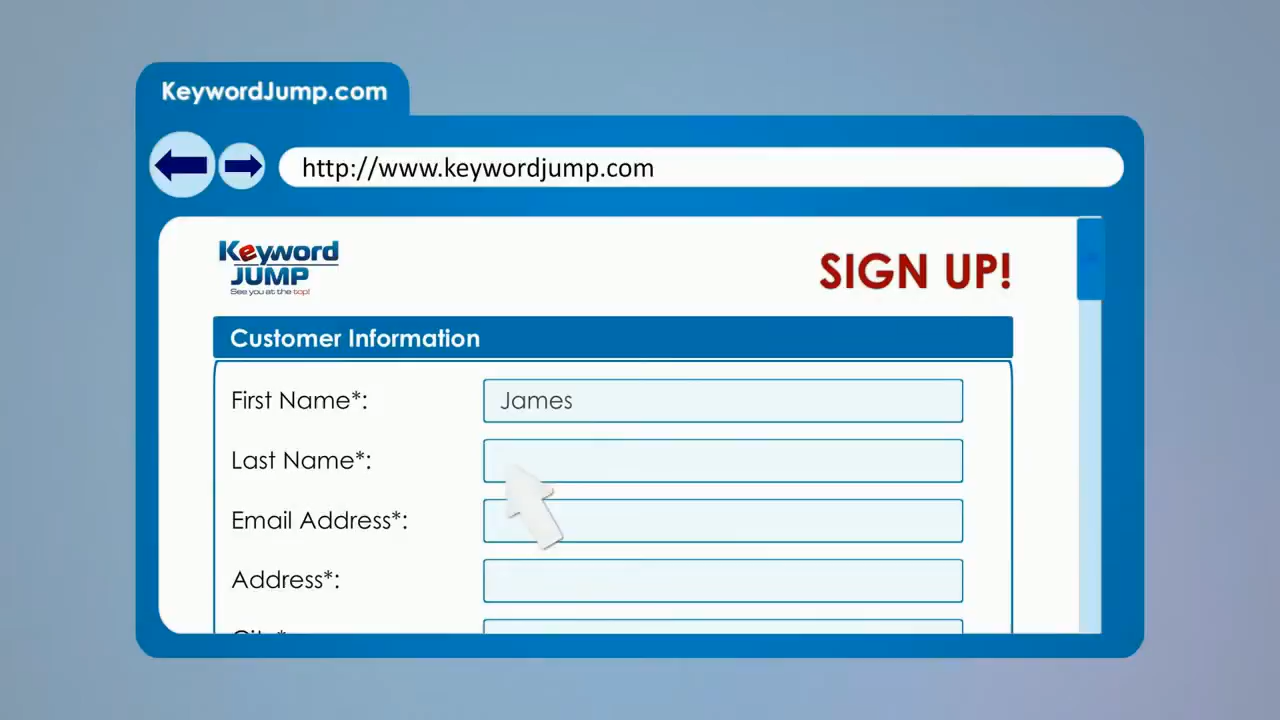 KeywordJump.com
http://www.keywordjump.com
Keyword
JUMP
See you at the top!
SIGN UP!
Customer Information
First Name*: James
Last Name*:
Email Address*:
Address*:
City*